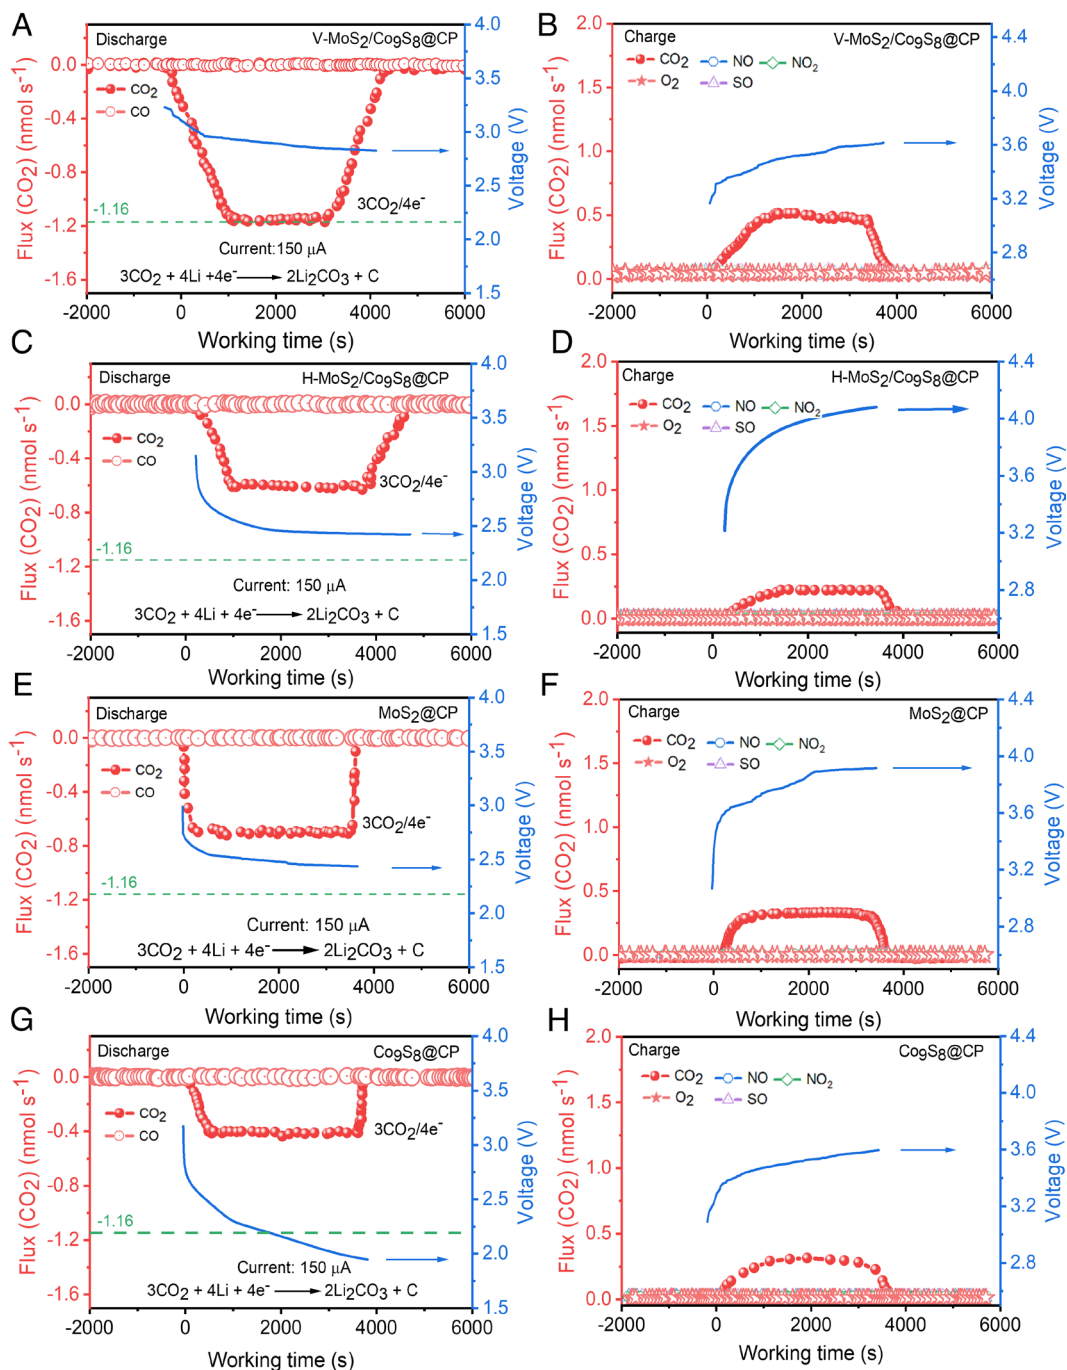 A
Discharge
V-MoS2/Co9S8@CP
CO2
CO
-1.16
3CO2/4e-
Current:150 μA
3CO2 + 4Li +4e- → 2Li2CO3 + C
0.0
-0.4
-0.8
-1.2
-1.6
4.0
3.5
3.0
2.5
2.0
1.5
-2000 0 2000 4000 6000
Flux (CO2) (nmol s-1)
Voltage (V)
Working time (s)
B
Charge
V-MoS2/Co9S8@CP
CO2 NO NO2
O2 SO
2.0
1.5
1.0
0.5
0.0
4.4
4.0
3.6
3.2
2.8
-2000 0 2000 4000 6000
Flux (CO2) (nmol s-1)
Voltage (V)
Working time (s)
C
Discharge
H-MoS2/Co9S8@CP
CO2
CO
3CO2/4e-
-1.16
Current: 150 μA
3CO2 + 4Li + 4e- → 2Li2CO3 + C
0.0
-0.4
-0.8
-1.2
-1.6
4.0
3.5
3.0
2.5
2.0
1.5
-2000 0 2000 4000 6000
Flux (CO2) (nmol s-1)
Voltage (V)
Working time (s)
D
Charge
H-MoS2/Co9S8@CP
CO2 NO NO2
O2 SO
2.0
1.5
1.0
0.5
0.0
4.4
4.0
3.6
3.2
2.8
-2000 0 2000 4000 6000
Flux (CO2) (nmol s-1)
Voltage (V)
Working time (s)
E
Discharge
MoS2@CP
CO2
CO
3CO2/4e-
-1.16
Current: 150 μA
3CO2 + 4Li + 4e- → 2Li2CO3 + C
0.0
-0.4
-0.8
-1.2
-1.6
4.0
3.5
3.0
2.5
2.0
1.5
-2000 0 2000 4000 6000
Flux (CO2) (nmol s-1)
Voltage (V)
Working time (s)
F
Charge
MoS2@CP
CO2 NO NO2
O2 SO
2.0
1.5
1.0
0.5
0.0
4.4
4.0
3.6
3.2
2.8
-2000 0 2000 4000 6000
Flux (CO2) (nmol s-1)
Voltage (V)
Working time (s)
G
Discharge
Co9S8@CP
CO2
CO
3CO2/4e-
-1.16
Current: 150 μA
3CO2 + 4Li + 4e- → 2Li2CO3 + C
0.0
-0.4
-0.8
-1.2
-1.6
4.0
3.5
3.0
2.5
2.0
1.5
-2000 0 2000 4000 6000
Flux (CO2) (nmol s-1)
Voltage (V)
Working time (s)
H
Charge
Co9S8@CP
CO2 NO NO2
O2 SO
2.0
1.5
1.0
0.5
0.0
4.4
4.0
3.6
3.2
2.8
-2000 0 2000 4000 6000
Flux (CO2) (nmol s-1)
Voltage (V)
Working time (s)